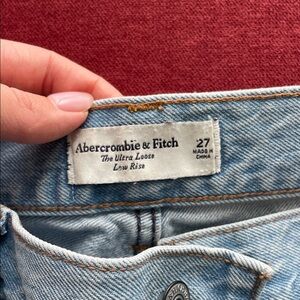 Abercrombie & Fitch
The Ultra Loose
Low Rise
27
MADE IN
CHINA